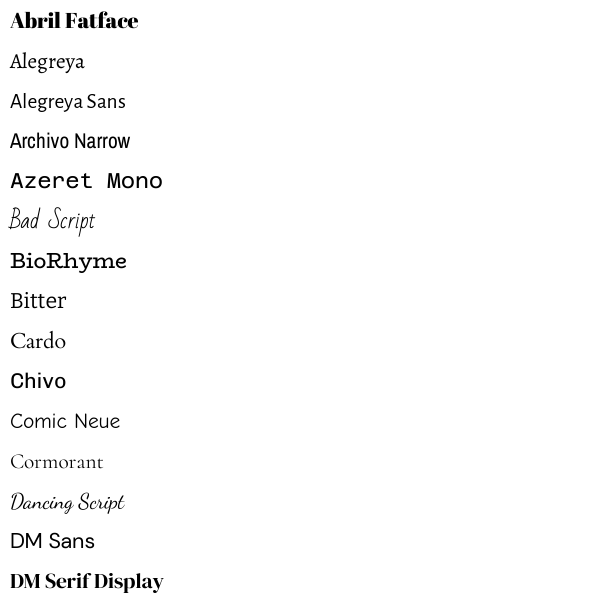 Abril Fatface
Alegreya
Alegreya Sans
Archivo Narrow
Azeret Mono
Bad Script
BioRhyme
Bitter
Cardo
Chivo
Comic Neue
Cormorant
Dancing Script
DM Sans
DM Serif Display